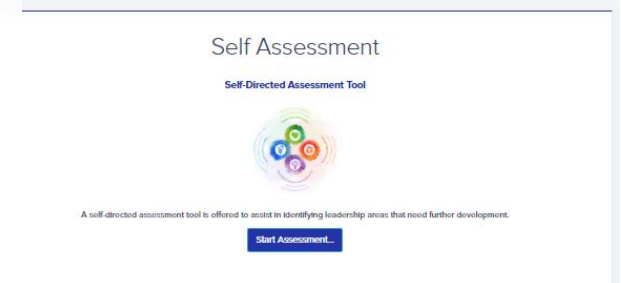 Self Assessment
Self-Directed Assessment Tool
A self-directed assessment tool is offered to assist in identifying leadership areas that need further development.
Start Assessment...